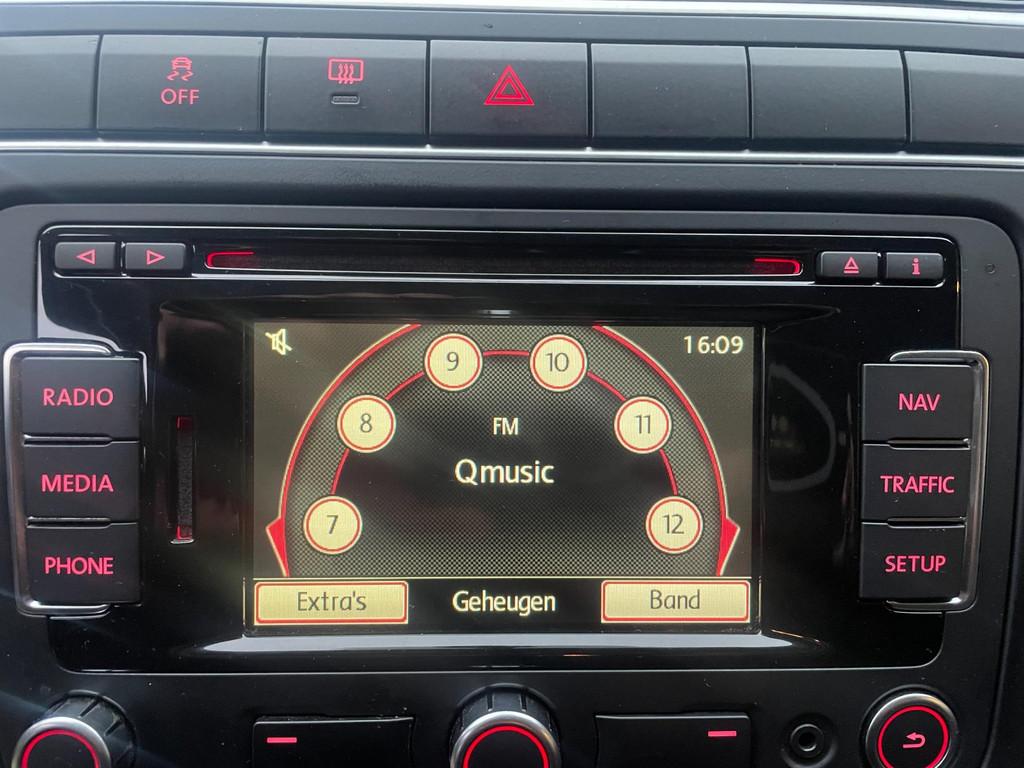 OFF
i
16:09
9 10
8 11
7 12
FM
Qmusic
Extra's Geheugen Band
RADIO
MEDIA
PHONE
NAV
TRAFFIC
SETUP